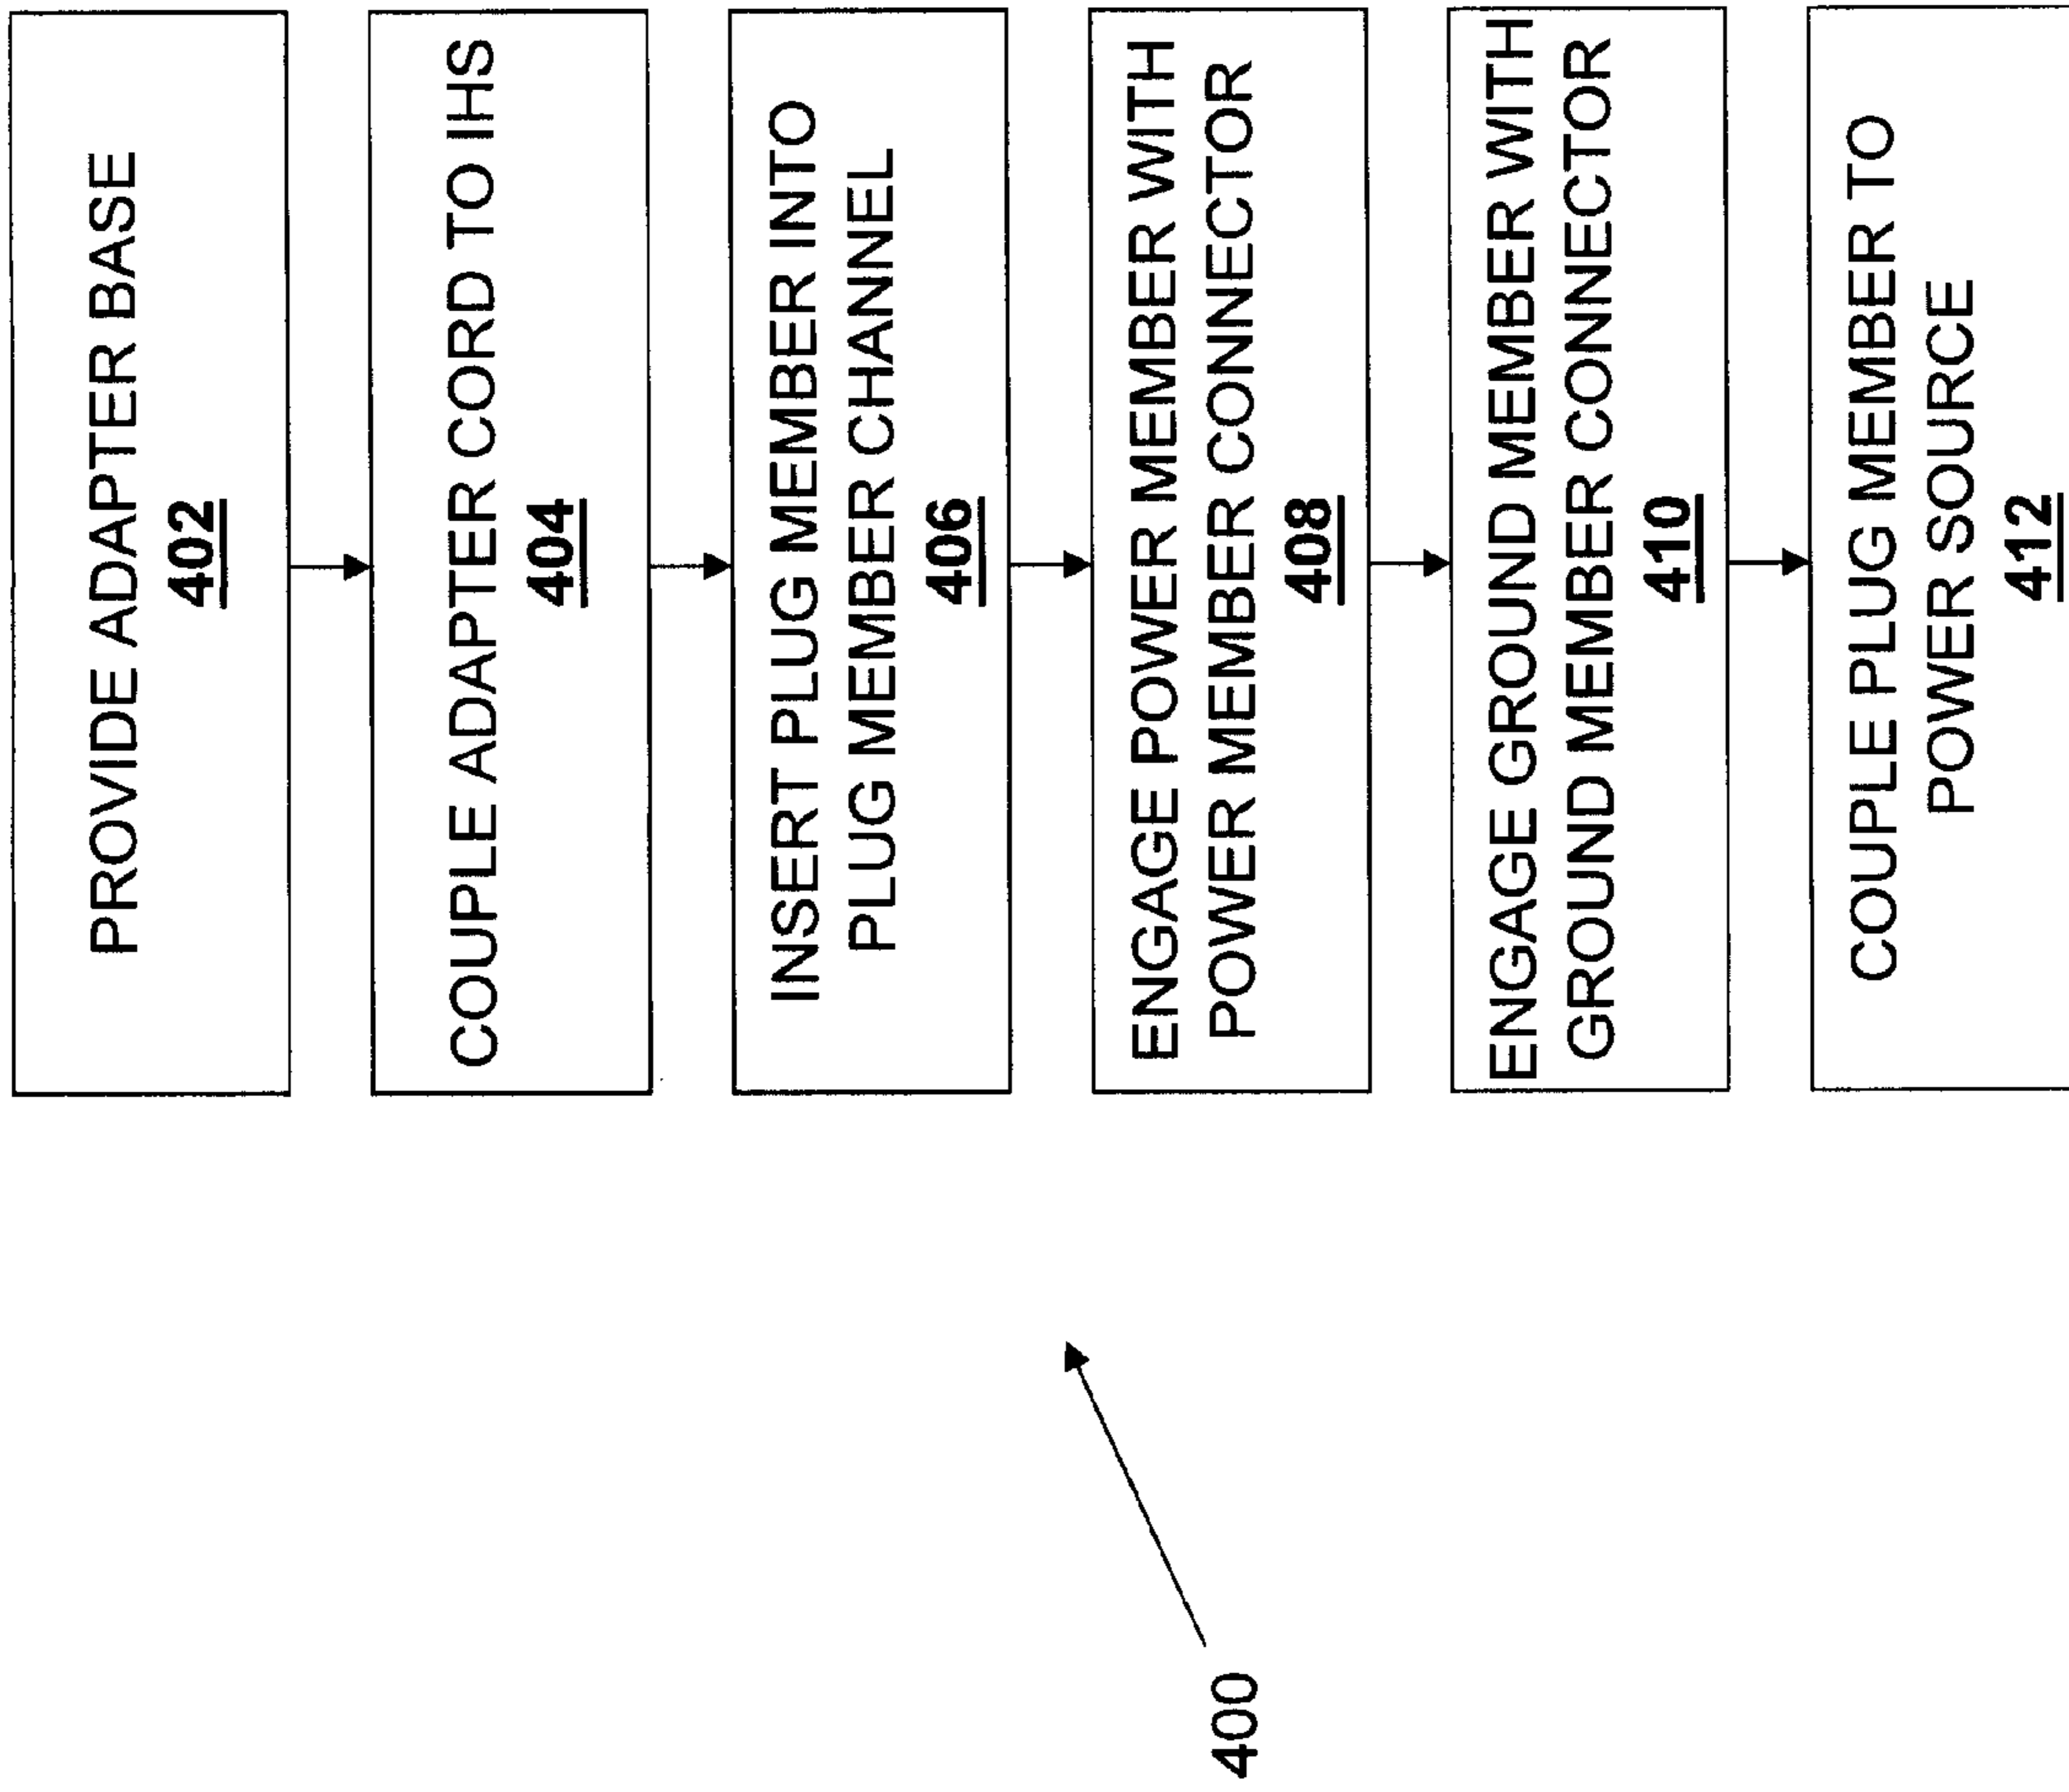 PROVIDE ADAPTER BASE
402
COUPLE ADAPTER CORD TO IHS
404
INSERT PLUG MEMBER INTO
PLUG MEMBER CHANNEL
406
ENGAGE POWER MEMBER WITH
POWER MEMBER CONNECTOR
408
ENGAGE GROUND MEMBER WITH
GROUND MEMBER CONNECTOR
410
COUPLE PLUG MEMBER TO
POWER SOURCE
412
400